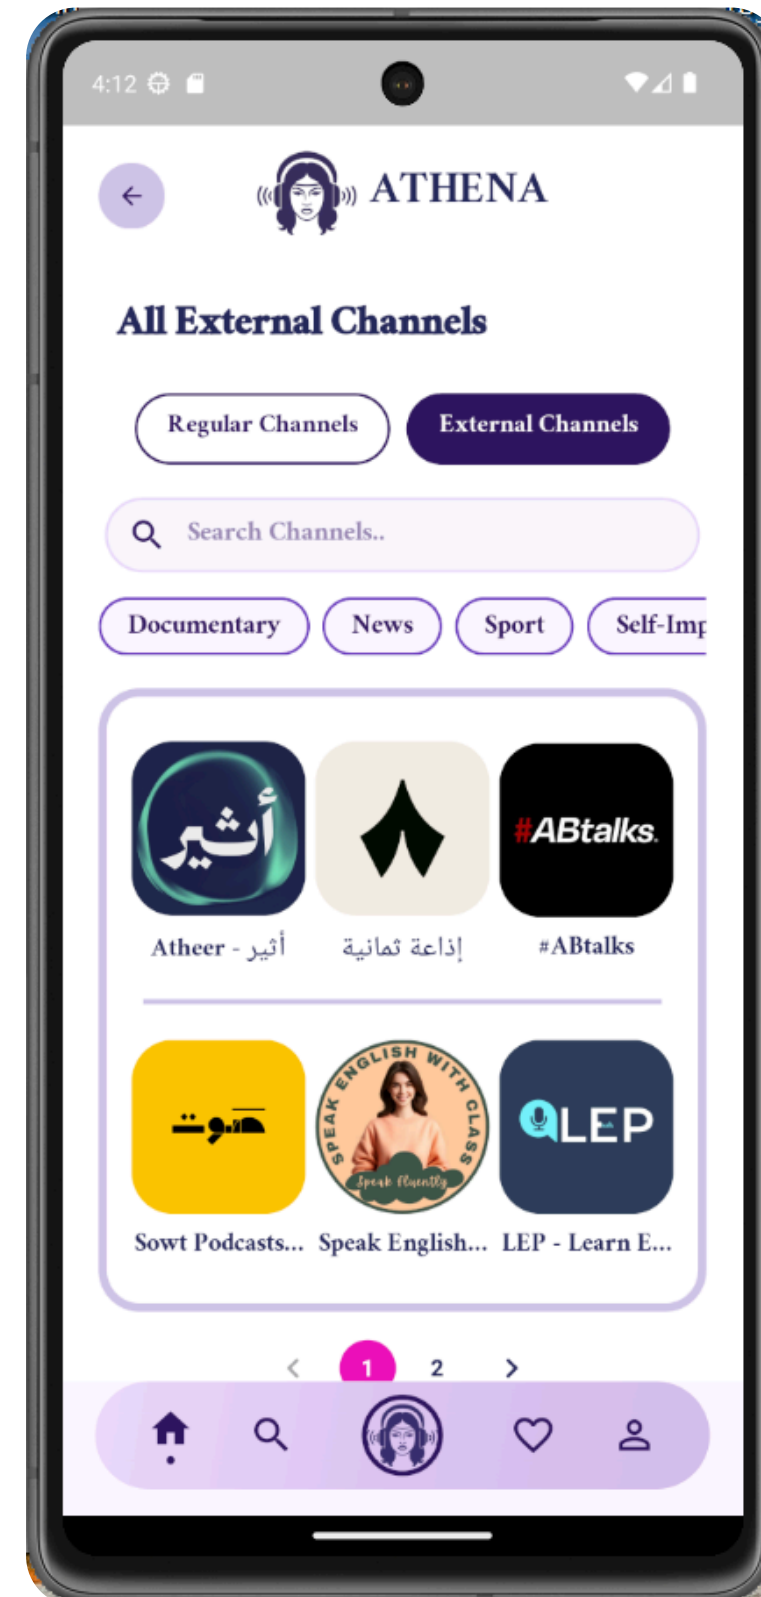 4:12
ATHENA
All External Channels
Regular Channels
External Channels
Search Channels..
Documentary
News
Sport
Self-Imp
أثير
#ABtalks.
Atheer - أثير
إذاعة ثمانية
#ABtalks
صوت
SPEAK ENGLISH WITH CLASS
Speak Fluently
LEP
Sowt Podcasts...
Speak English...
LEP - Learn E...
1
2